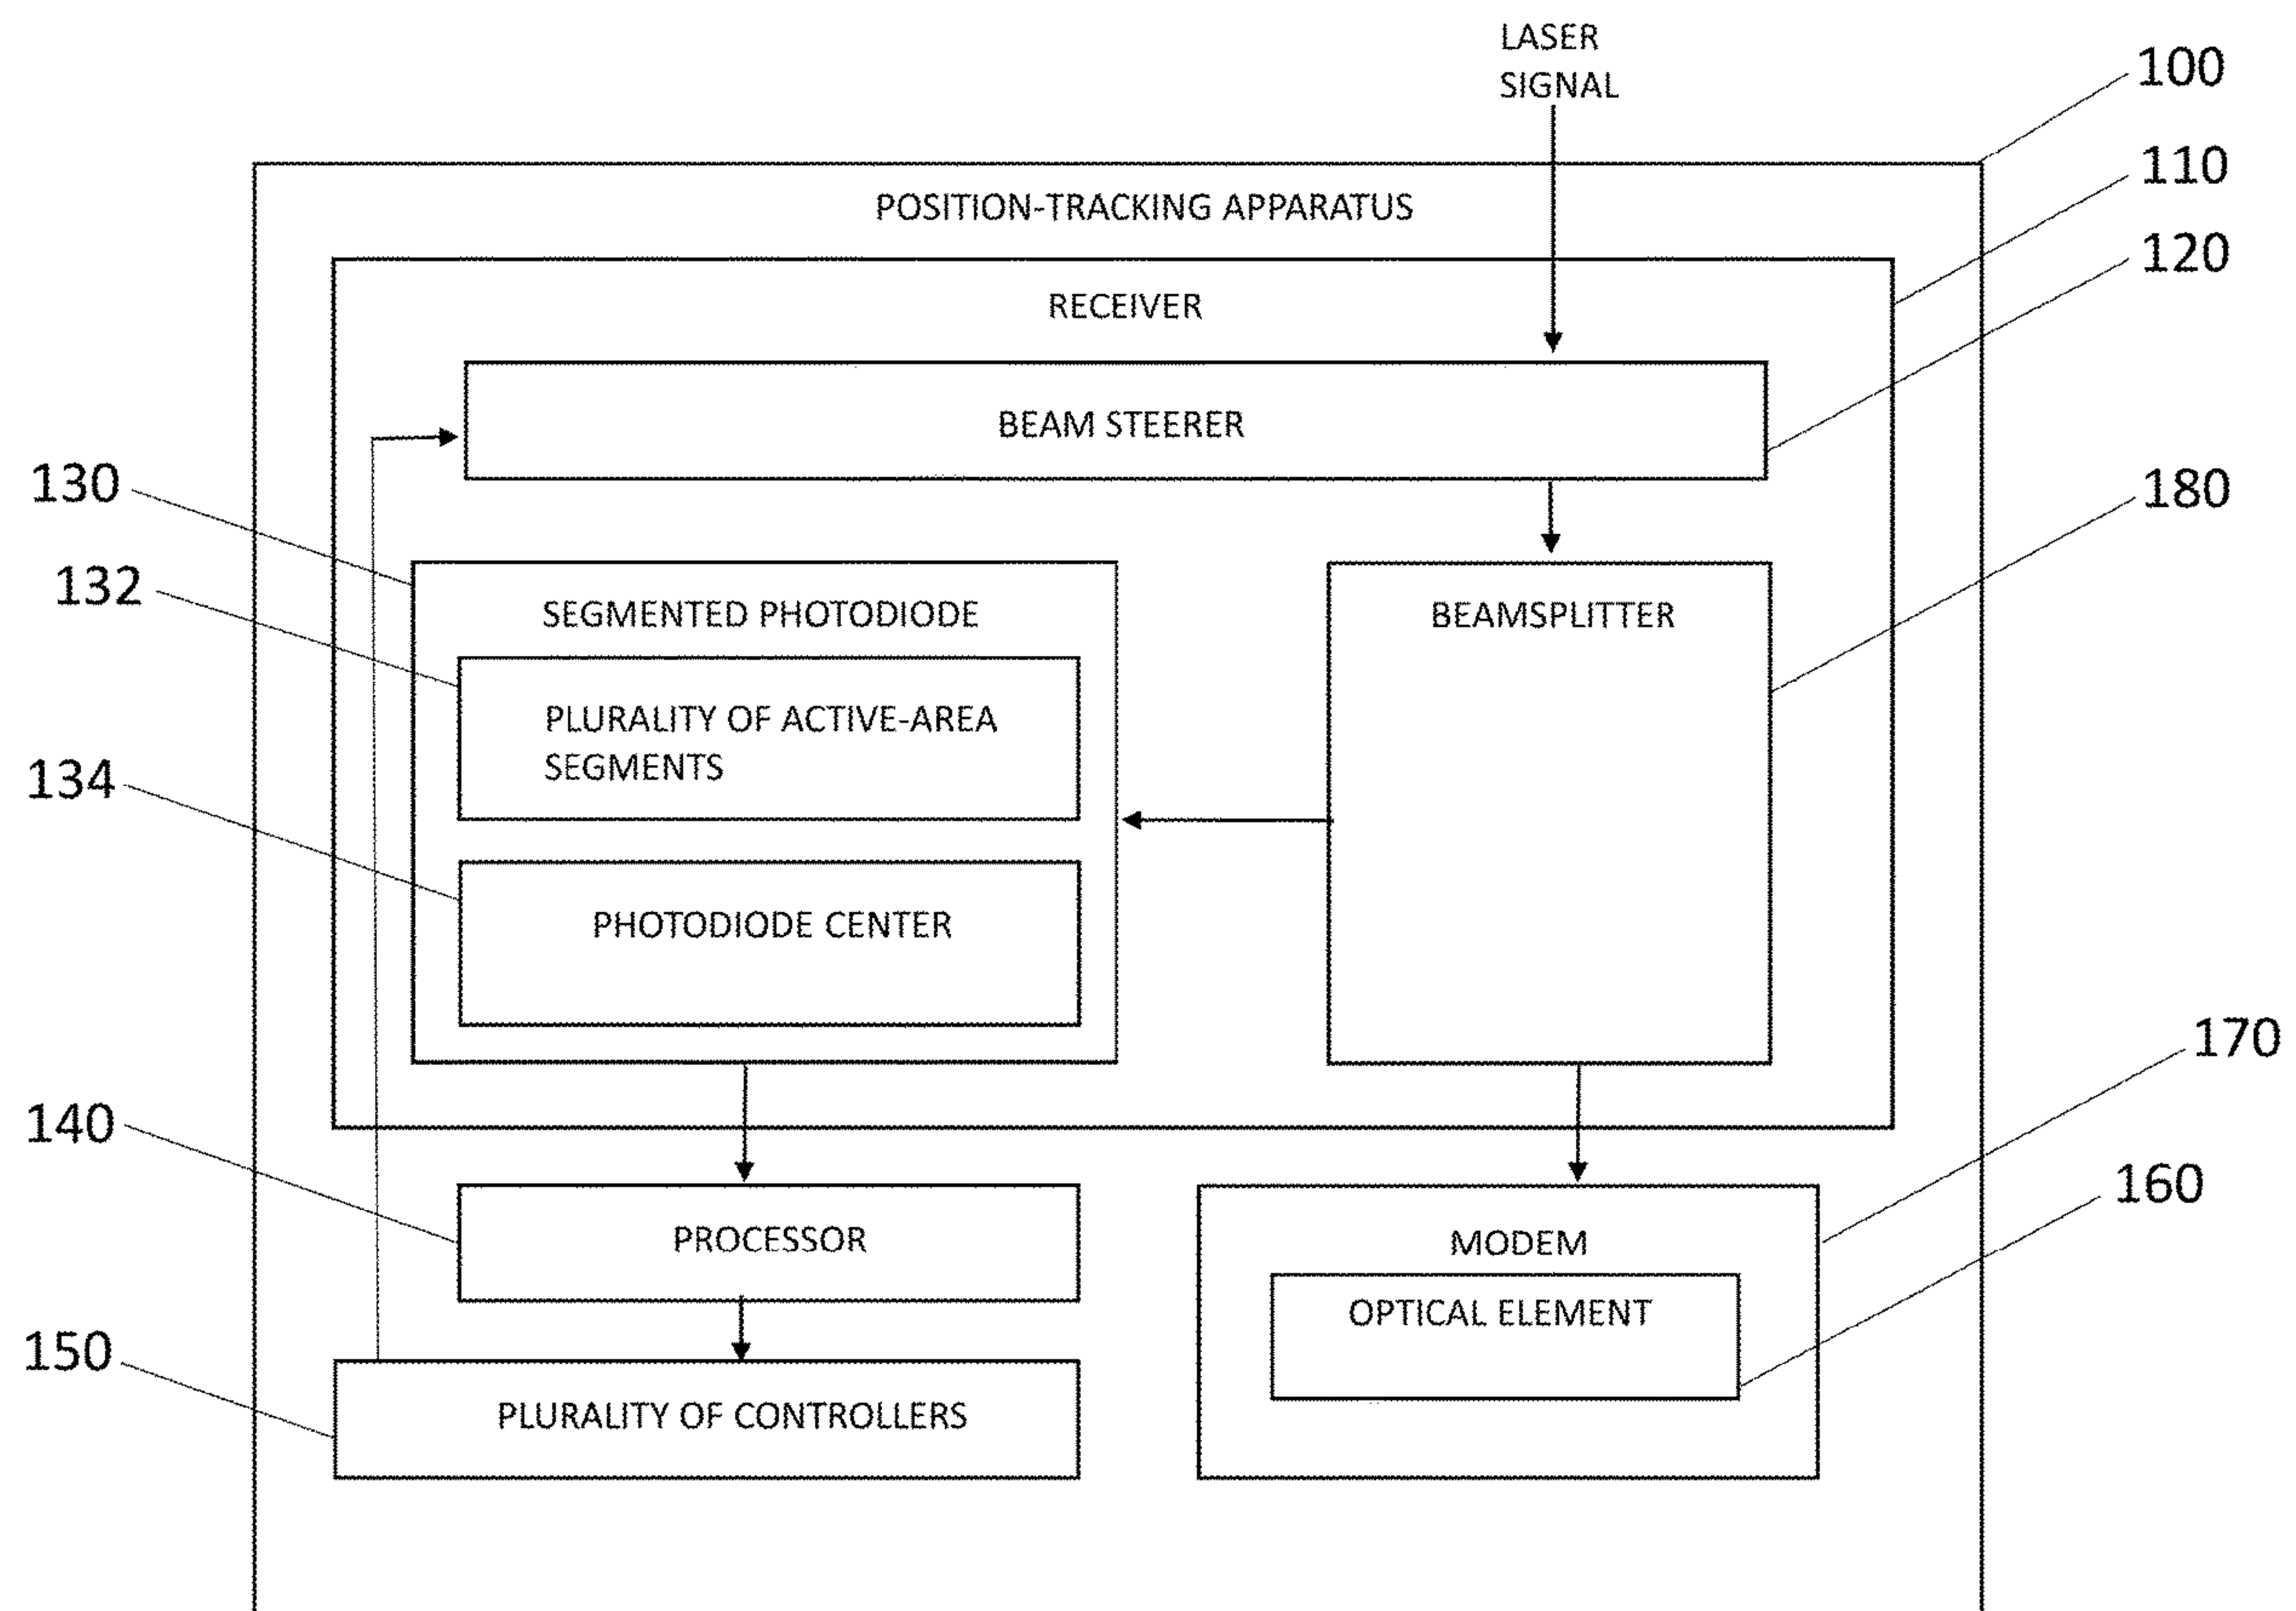 LASER
SIGNAL
100
110
POSITION-TRACKING APPARATUS
120
RECEIVER
BEAM STEERER
130
180
132
SEGMENTED PHOTODIODE
BEAMSPLITTER
PLURALITY OF ACTIVE-AREA
SEGMENTS
134
PHOTODIODE CENTER
170
140
160
PROCESSOR
MODEM
OPTICAL ELEMENT
150
PLURALITY OF CONTROLLERS